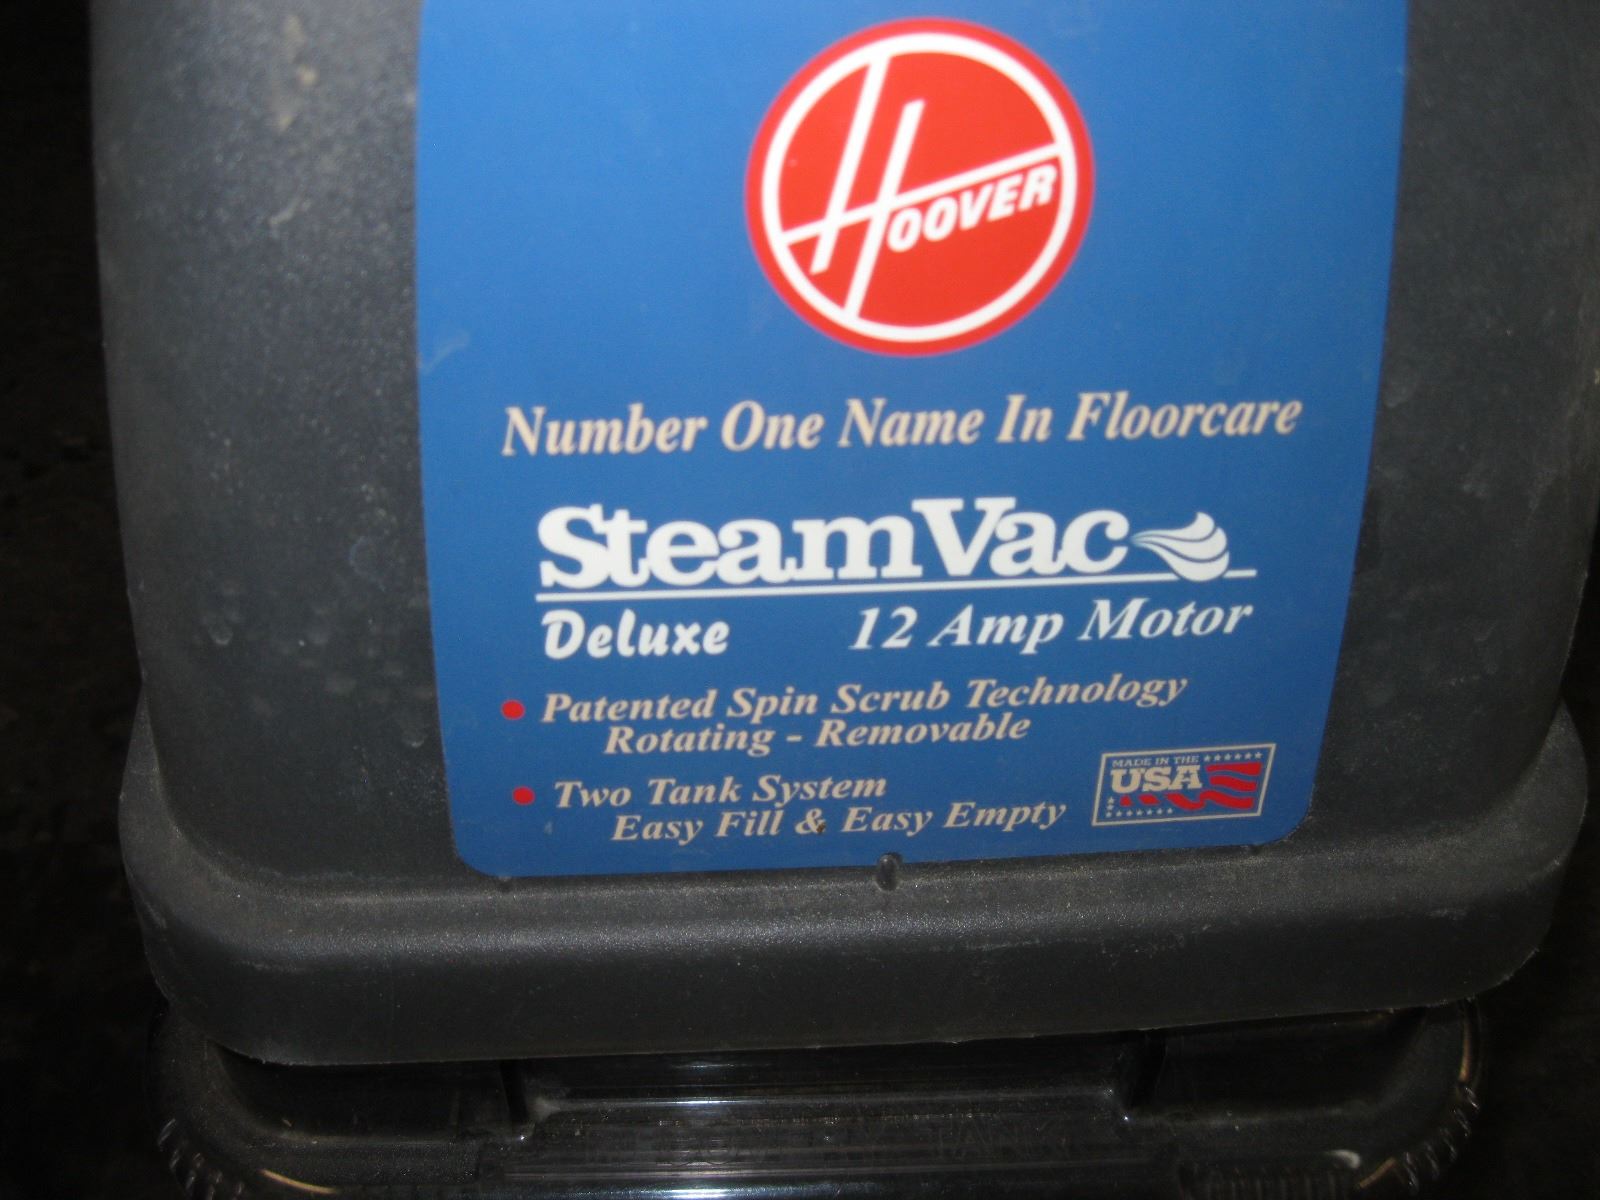 HOOVER
Number One Name In Floorcare
SteamVac
Deluxe 12 Amp Motor
• Patented Spin Scrub Technology
Rotating - Removable
• Two Tank System
Easy Fill & Easy Empty
MADE IN THE
USA